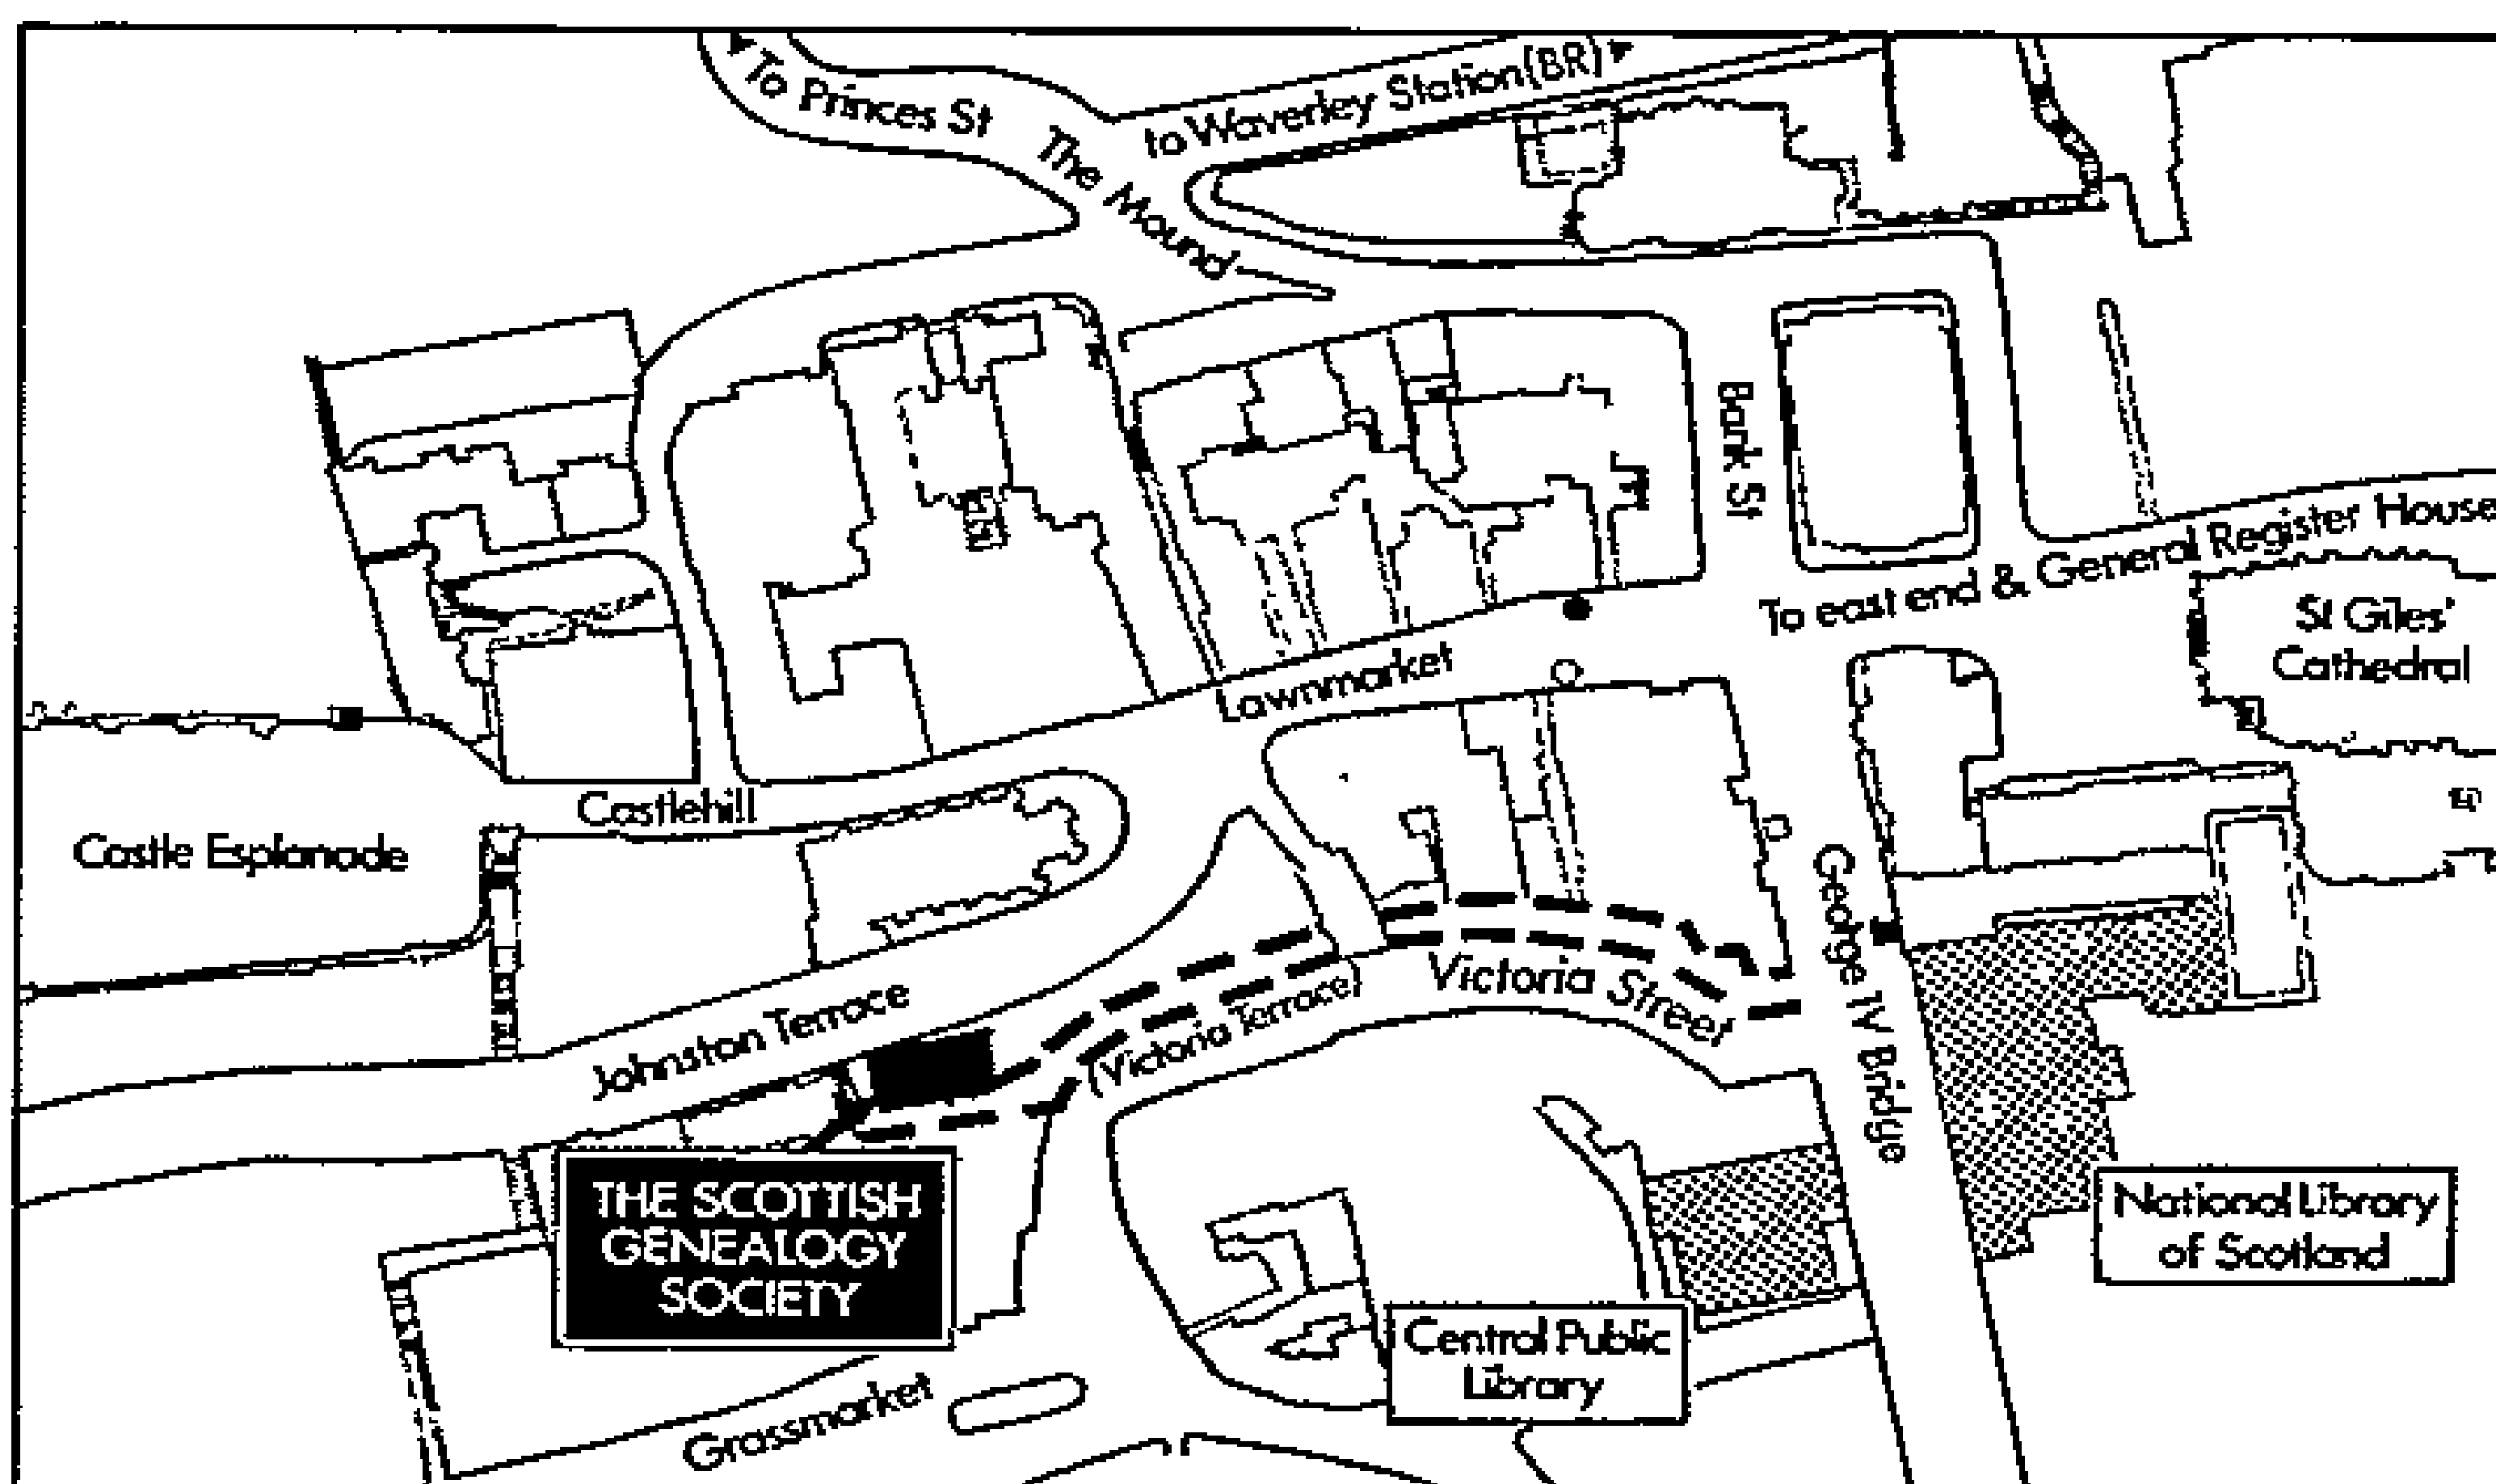 To Princes St
to Waverley Station (BR)
The Mound
Bank St
To east end & General Register House
St Giles'
Cathedral
Lawnmarket
Castlehill
Castle Esplanade
George IV Bridge
Victoria Street
(Victoria Terrace)
Johnston Terrace
THE SCOTTISH
GENEALOGY
SOCIETY
National Library
of Scotland
Central Public
Library
Grassmarket